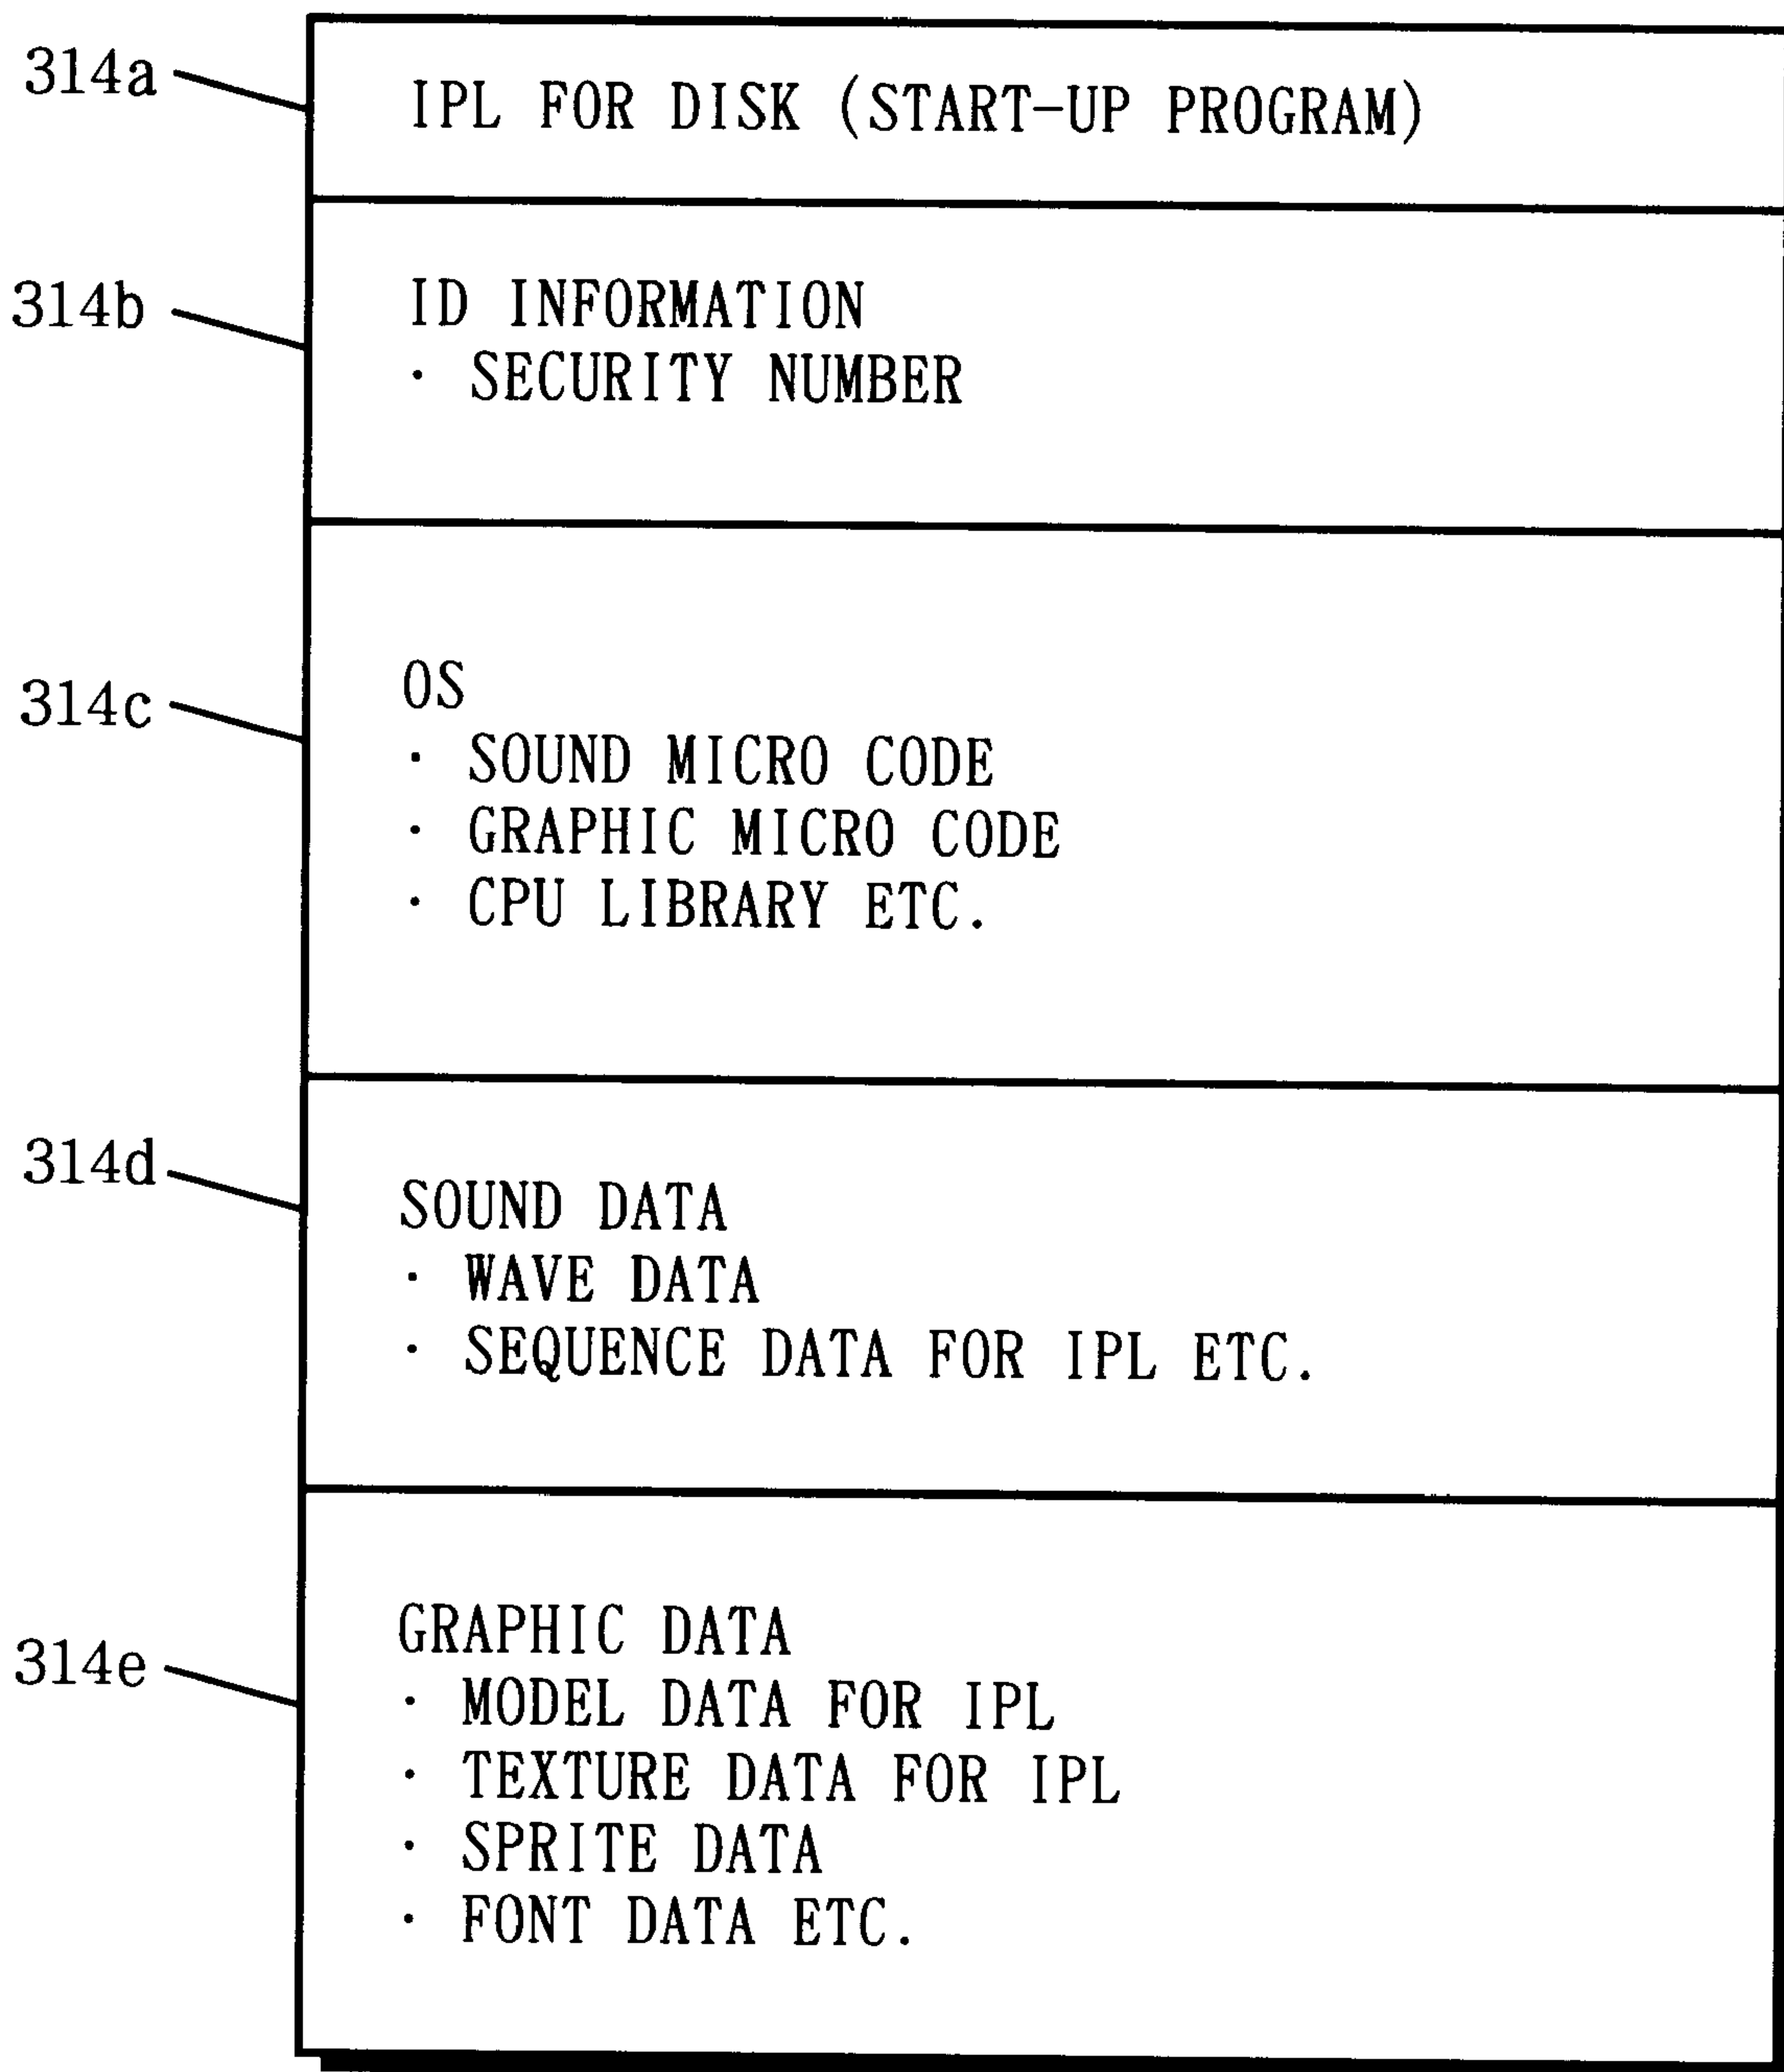 314a
IPL FOR DISK (START-UP PROGRAM)
314b
ID INFORMATION
· SECURITY NUMBER
314c
OS
· SOUND MICRO CODE
· GRAPHIC MICRO CODE
· CPU LIBRARY ETC.
314d
SOUND DATA
· WAVE DATA
· SEQUENCE DATA FOR IPL ETC.
314e
GRAPHIC DATA
· MODEL DATA FOR IPL
· TEXTURE DATA FOR IPL
· SPRITE DATA
· FONT DATA ETC.